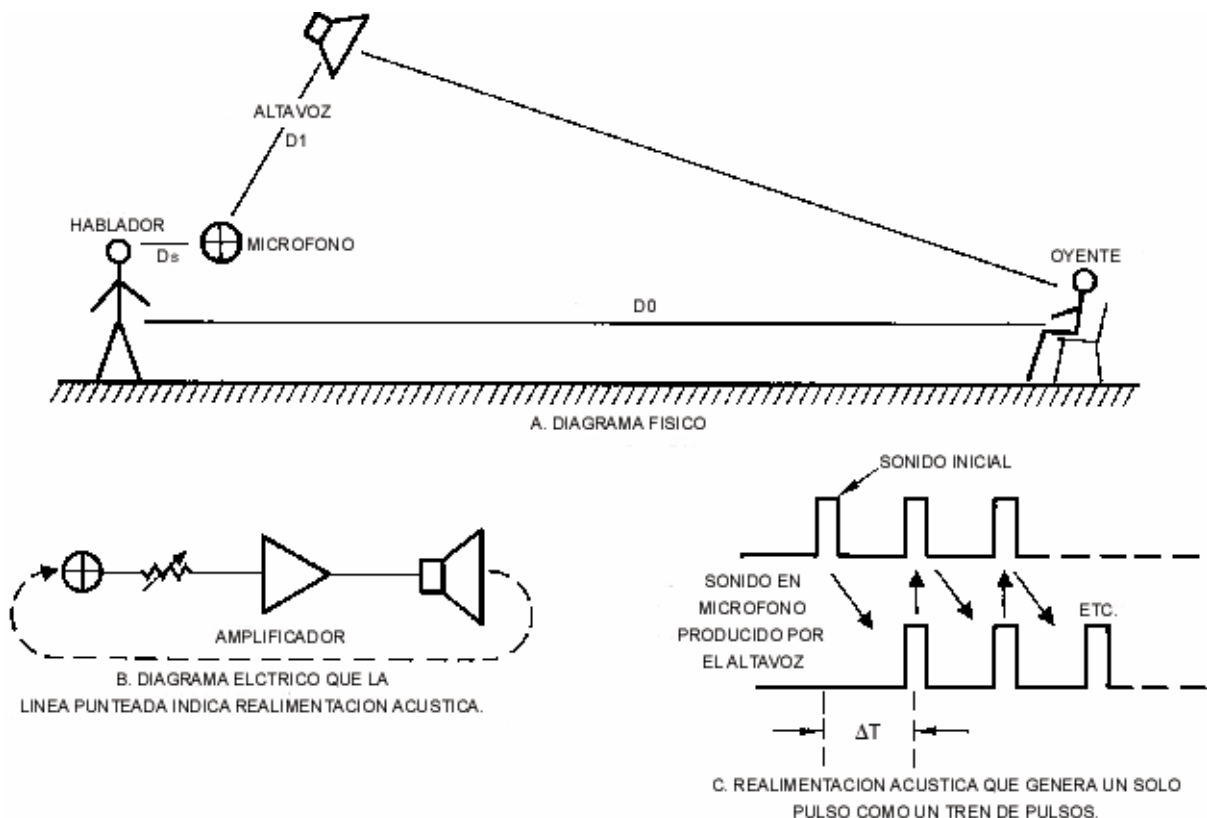 ALTAVOZ
D1
HABLADOR
Ds
MICROFONO
OYENTE
D0
A. DIAGRAMA FISICO
AMPLIFICADOR
B. DIAGRAMA ELCTRICO QUE LA
LINEA PUNTEADA INDICA REALIMENTACION ACUSTICA.
SONIDO INICIAL
SONIDO EN
MICROFONO
PRODUCIDO POR
EL ALTAVOZ
ETC.
ΔT
C. REALIMENTACION ACUSTICA QUE GENERA UN SOLO
PULSO COMO UN TREN DE PULSOS.